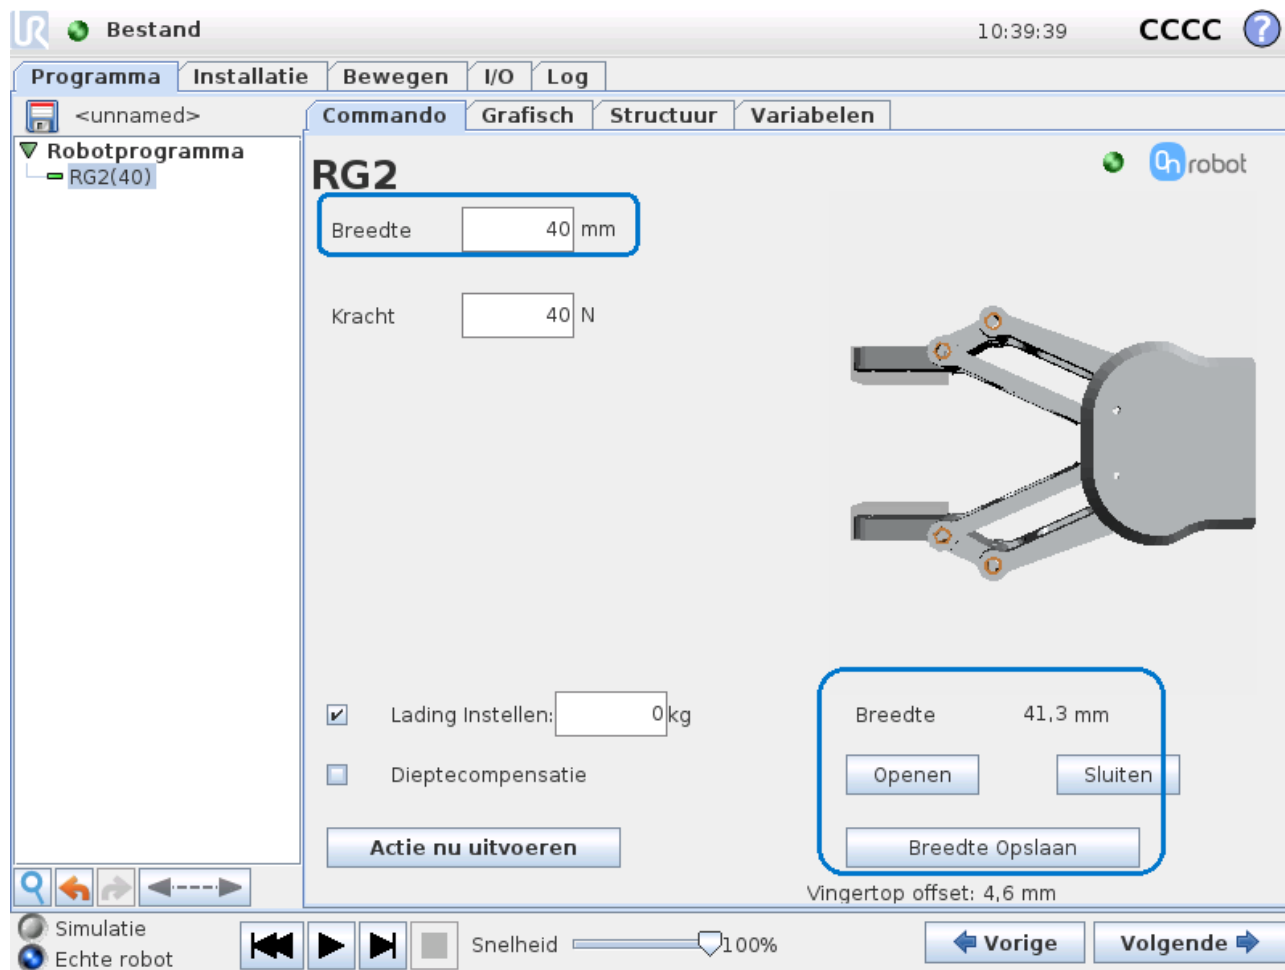 UR Bestand 10:39:39 CCCC ?
Programma Installatie Bewegen I/O Log
<unnamed> Commando Grafisch Structuur Variabelen
Robotprogramma
RG2(40)
RG2
On robot
Breedte 40 mm
Kracht 40 N
Lading Instellen: 0 kg
Breedte 41,3 mm
Dieptecompensatie
Openen Sluiten
Actie nu uitvoeren
Breedte Opslaan
Vingertop offset: 4,6 mm
Simulatie
Echte robot
Snelheid 100%
Vorige Volgende